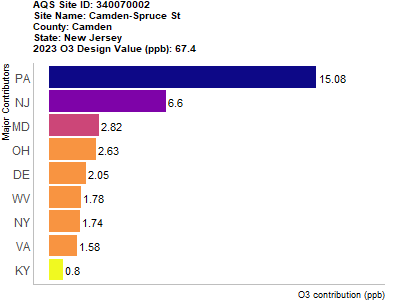 AQS Site ID: 340070002
Site Name: Camden-Spruce St
County: Camden
State: New Jersey
2023 O3 Design Value (ppb): 67.4
Major Contributors
PA 15.08
NJ 6.6
MD 2.82
OH 2.63
DE 2.05
WV 1.78
NY 1.74
VA 1.58
KY 0.8
O3 contribution (ppb)